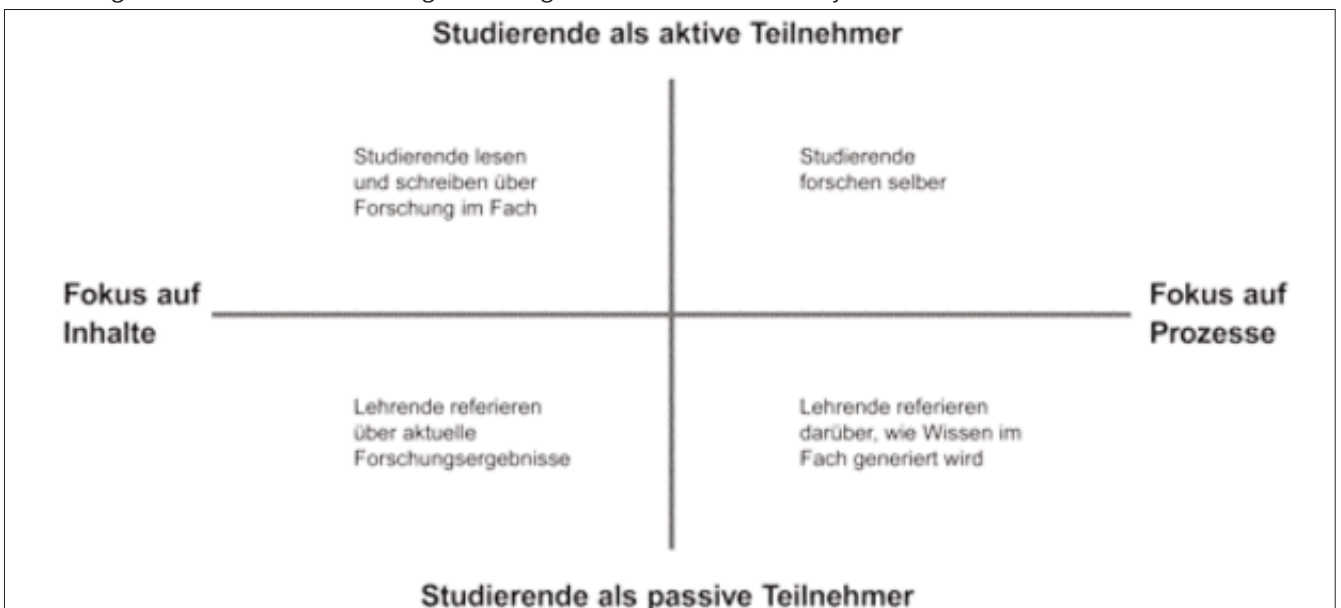 Studierende als aktive Teilnehmer
Studierende lesen
und schreiben über
Forschung im Fach
Studierende
forschen selber
Fokus auf
Inhalte
Fokus auf
Prozesse
Lehrende referieren
über aktuelle
Forschungsergebnisse
Lehrende referieren
darüber, wie Wissen im
Fach generiert wird
Studierende als passive Teilnehmer